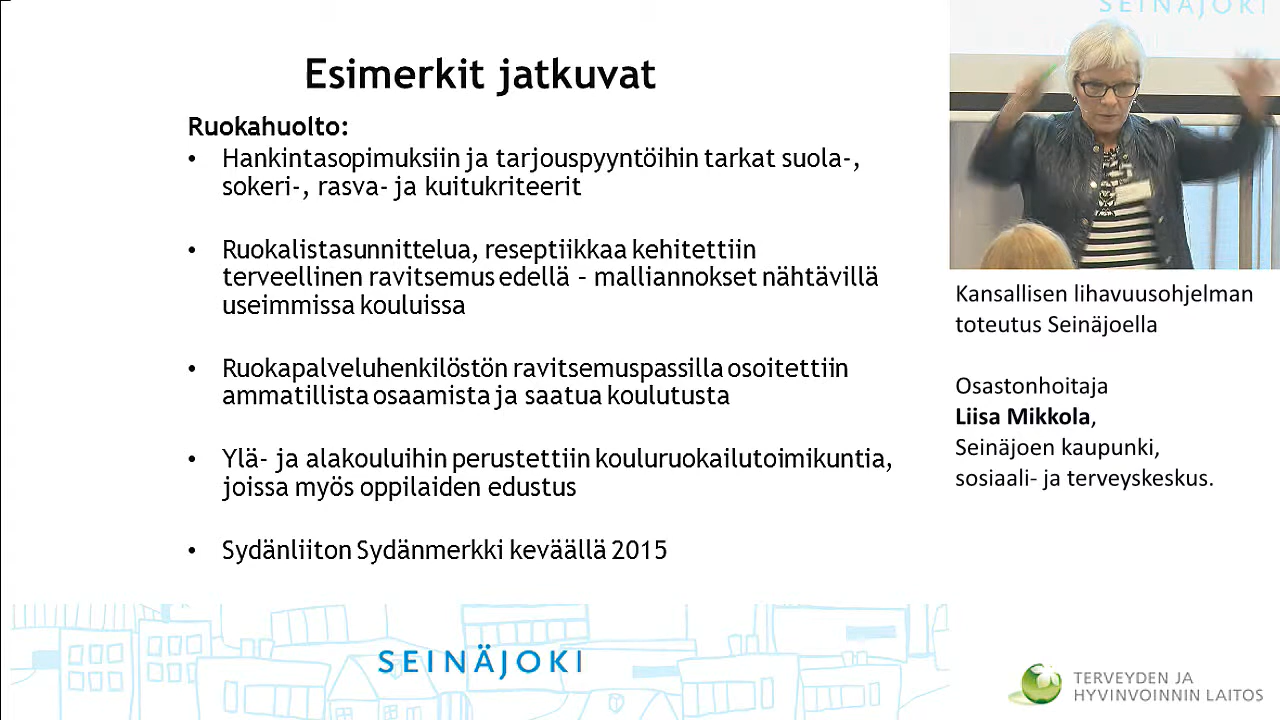 Esimerkit jatkuvat
Ruokahuolto:
• Hankintasopimuksiin ja tarjouspyyntöihin tarkat suola-,
sokeri-, rasva- ja kuitukriteerit
• Ruokalistasunnittelua, reseptiikkaa kehitettiin
terveellinen ravitsemus edellä – malliannokset nähtävillä
useimmissa kouluissa
• Ruokapalveluhenkilöstön ravitsemuspassilla osoitettiin
ammatillista osaamista ja saatua koulutusta
• Ylä- ja alakouluihin perustettiin kouluruokailutoimikuntia,
joissa myös oppilaiden edustus
• Sydänliiton Sydänmerkki keväällä 2015
SEINÄJOKI
SEINÄJOKI
Kansallisen lihavuusohjelman
toteutus Seinäjoella
Osastonhoitaja
Liisa Mikkola,
Seinäjoen kaupunki,
sosiaali- ja terveyskeskus.
TERVEYDEN JA
HYVINVOINNIN LAITOS